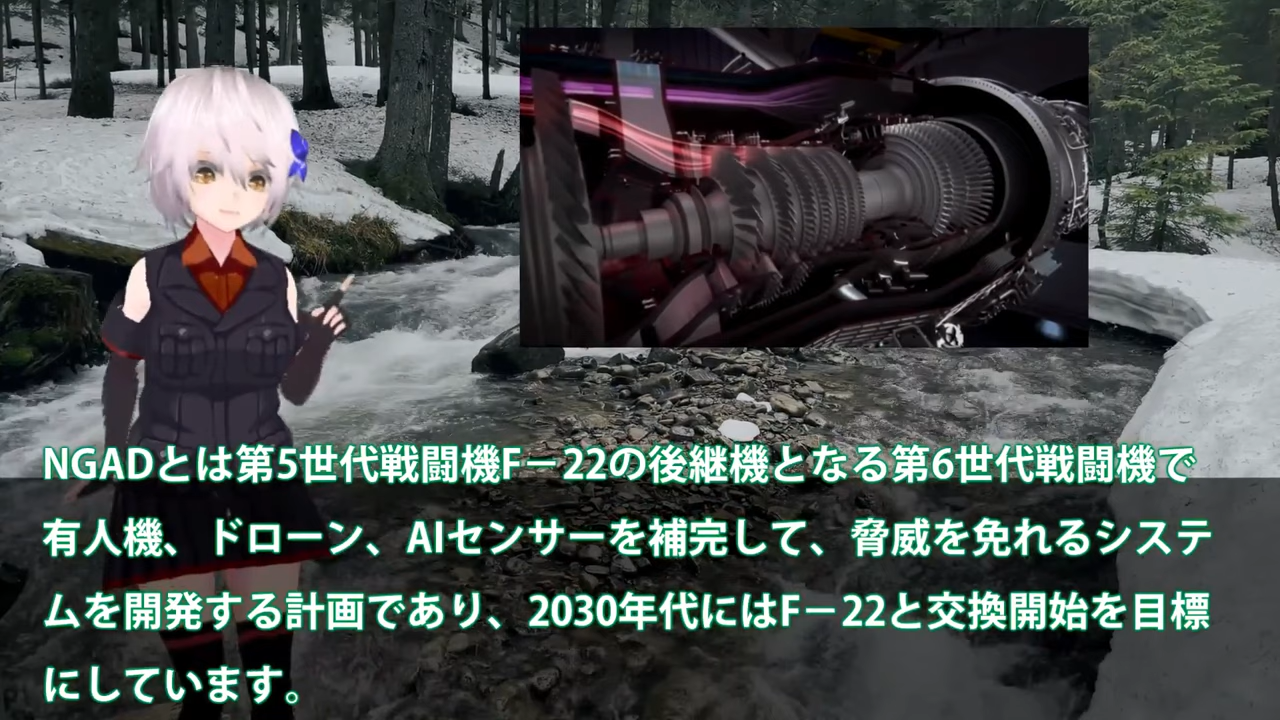 NGADとは第5世代戦闘機F－22の後継機となる第6世代戦闘機で
有人機、ドローン、AIセンサーを補完して、脅威を免れるシステ
ムを開発する計画であり、2030年代にはF－22と交換開始を目標
にしています。